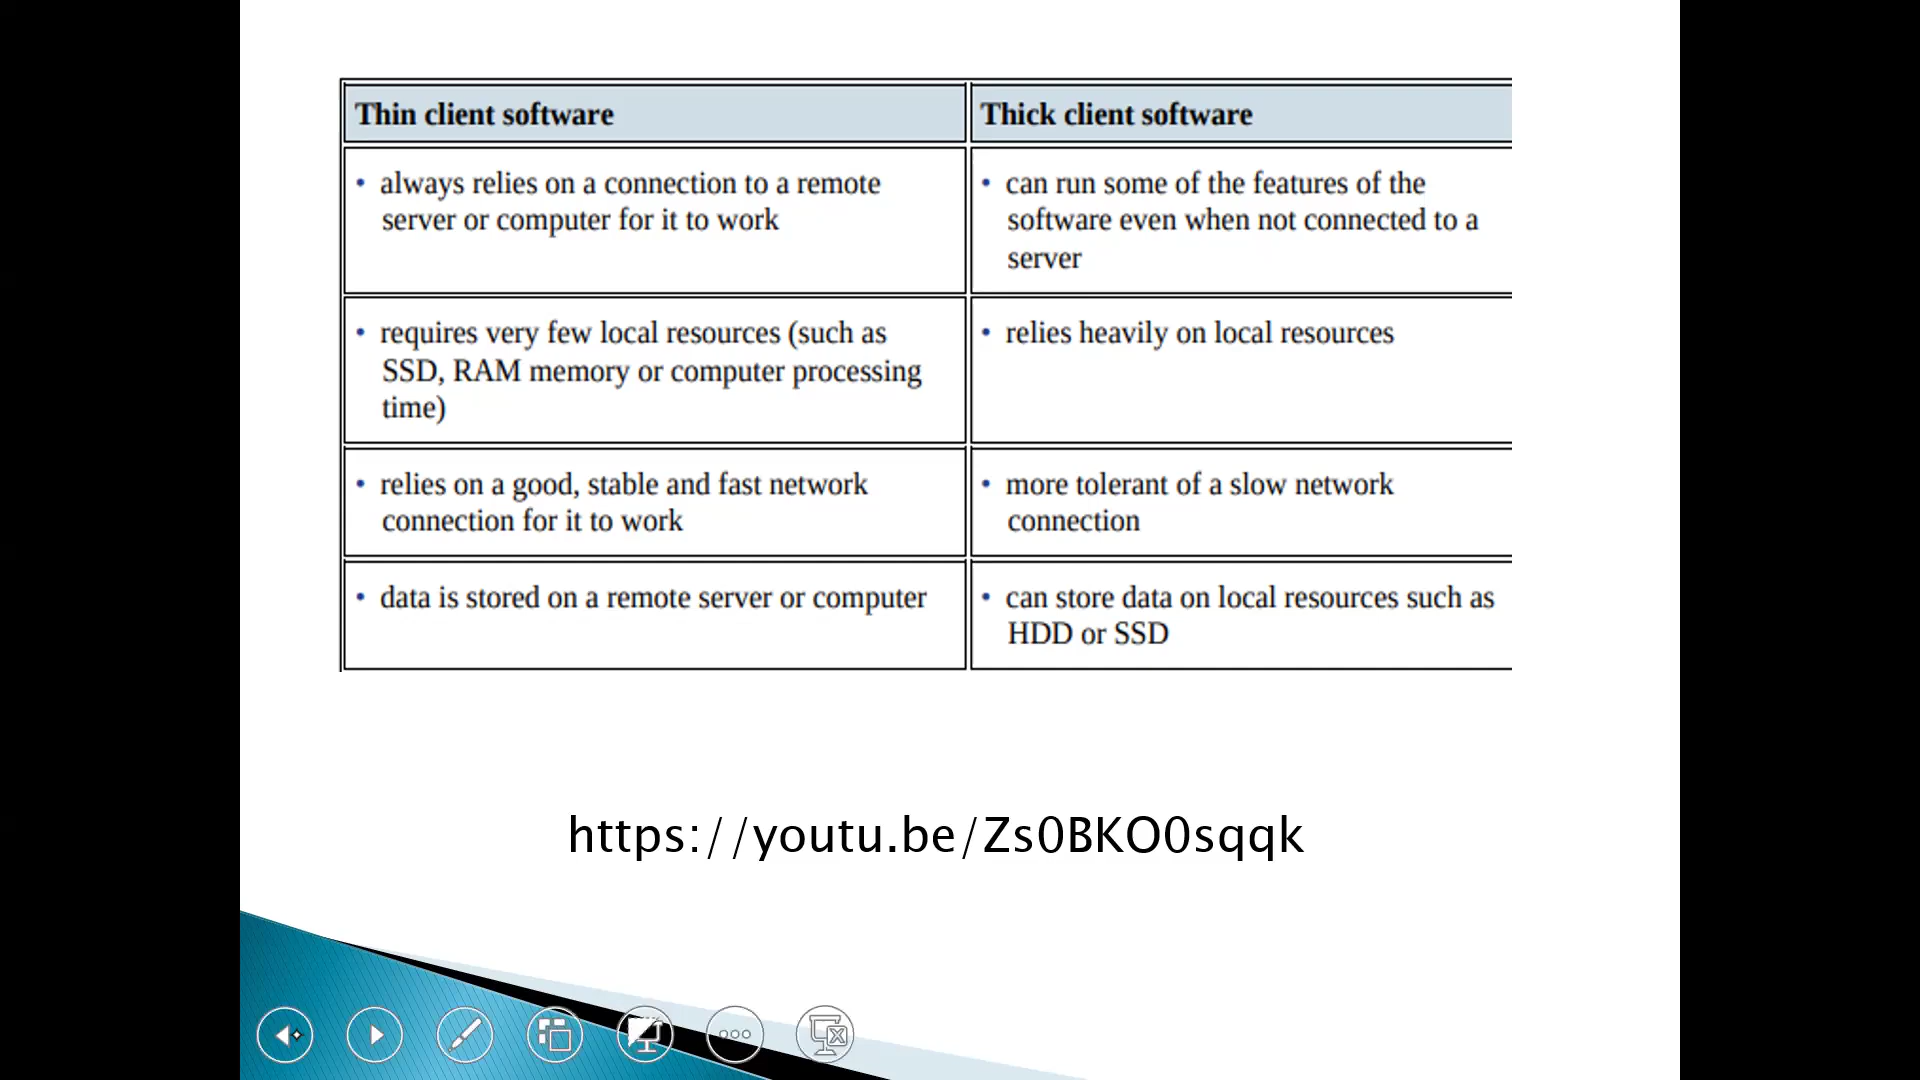 Thin client software
Thick client software
• always relies on a connection to a remote
server or computer for it to work
• can run some of the features of the
software even when not connected to a
server
• requires very few local resources (such as
SSD, RAM memory or computer processing
time)
• relies heavily on local resources
• relies on a good, stable and fast network
connection for it to work
• more tolerant of a slow network
connection
• data is stored on a remote server or computer
• can store data on local resources such as
HDD or SSD
https://youtu.be/Zs0BKO0sqqk